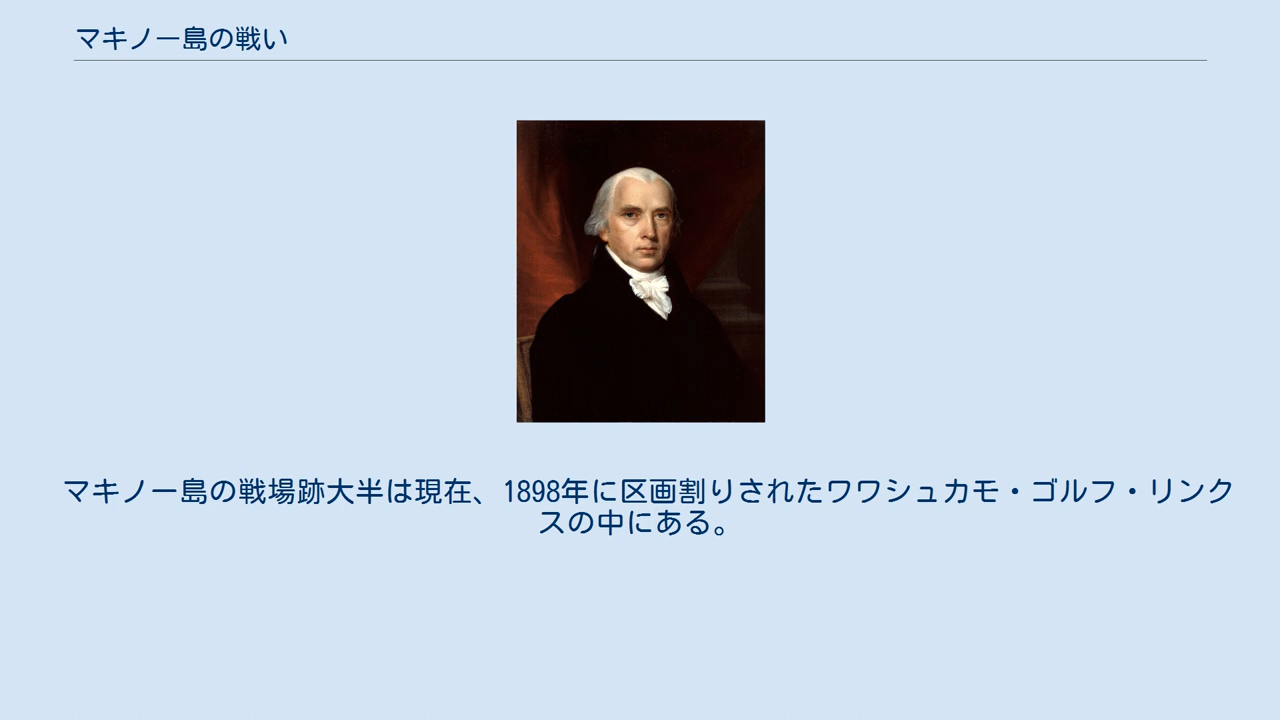 マキノー島の戦い
マキノー島の戦場跡大半は現在、1898年に区画割りされたワワシュカモ・ゴルフ・リンク
スの中にある。